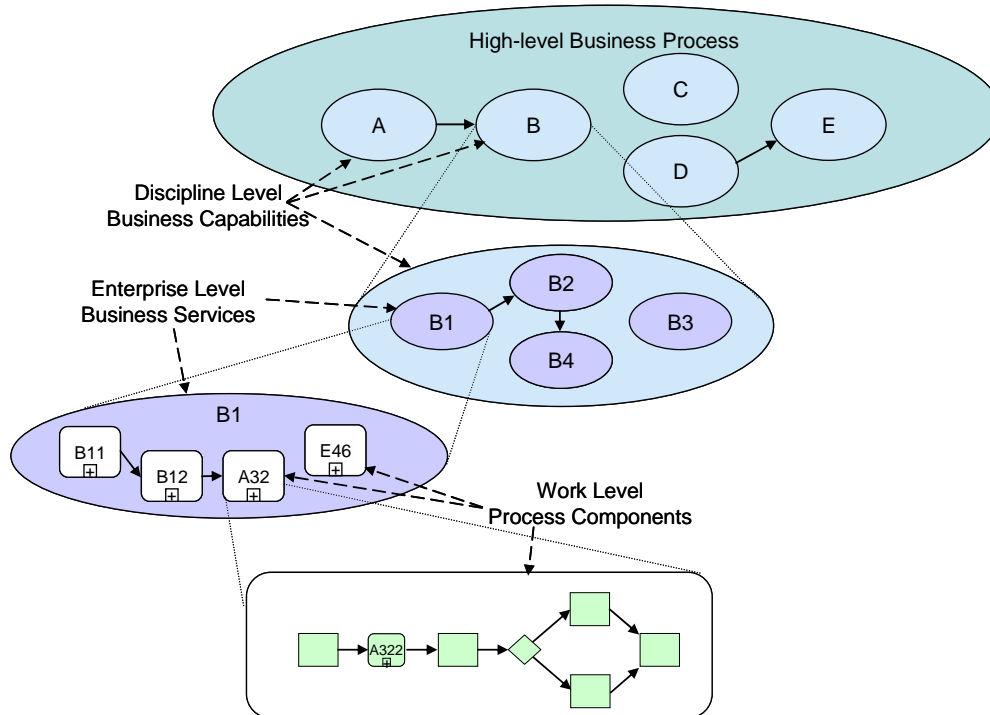 High-level Business Process
C
A
B
E
D
Discipline Level
Business Capabilities
B2
Enterprise Level
Business Services
B1
B3
B4
B1
B11
E46
B12
A32
Work Level
Process Components
A322